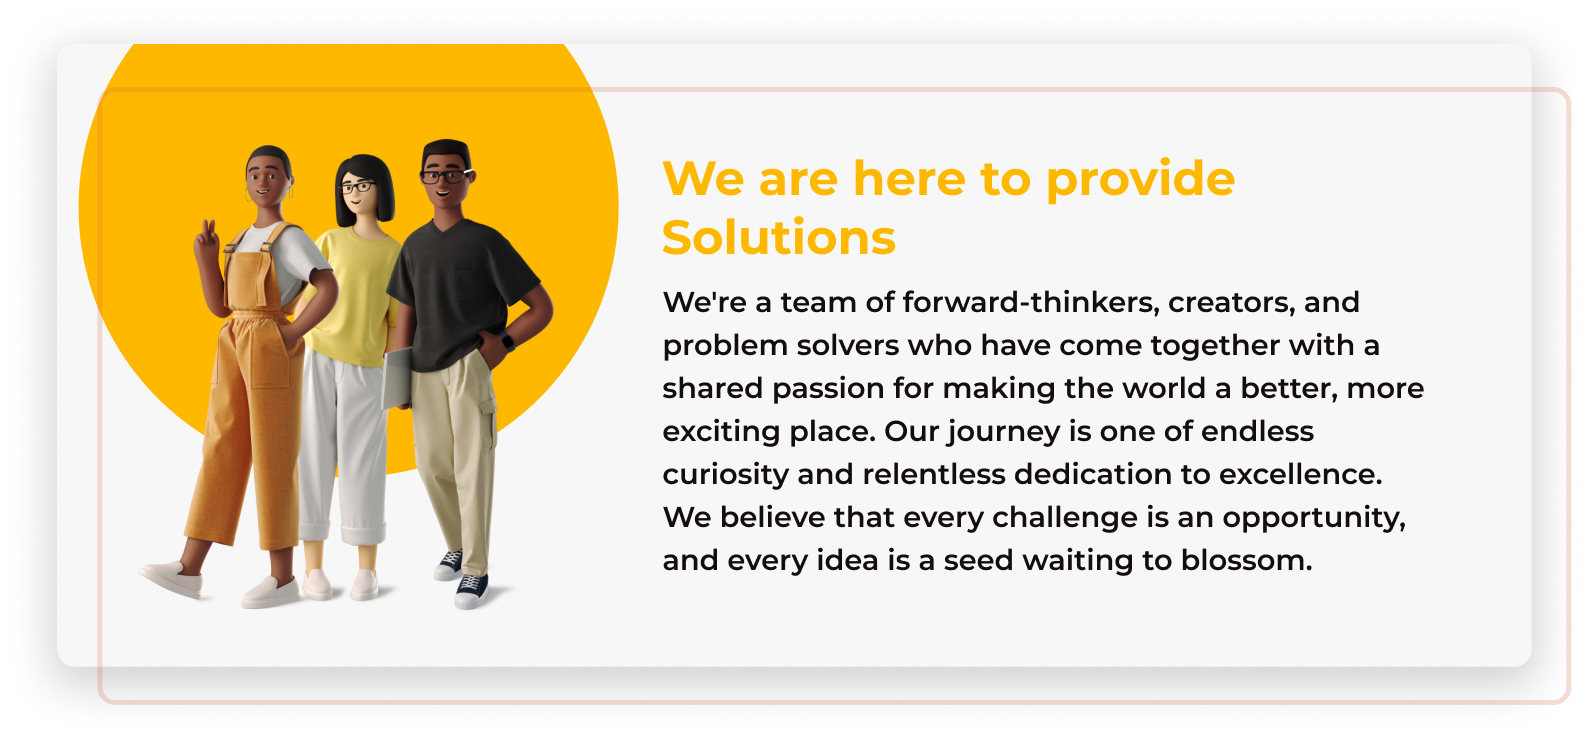 We are here to provide
Solutions
We're a team of forward-thinkers, creators, and
problem solvers who have come together with a
shared passion for making the world a better, more
exciting place. Our journey is one of endless
curiosity and relentless dedication to excellence.
We believe that every challenge is an opportunity,
and every idea is a seed waiting to blossom.